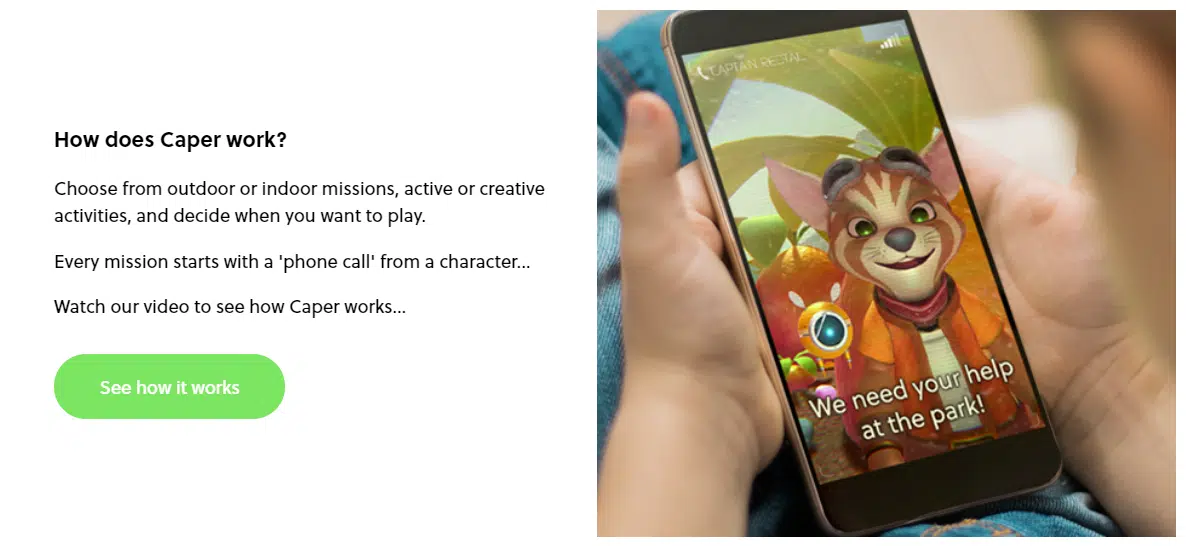 How does Caper work?
Choose from outdoor or indoor missions, active or creative
activities, and decide when you want to play.
Every mission starts with a 'phone call' from a character...
Watch our video to see how Caper works...
See how it works
We need your help
at the park!